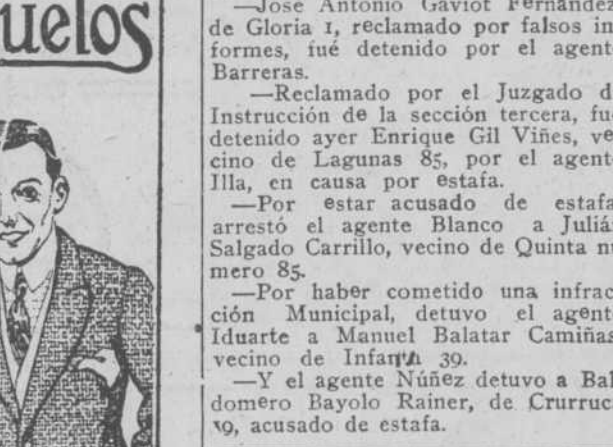 uelos
—José Antonio Gaviot Fernández
de Gloria 1, reclamado por falsos in
formes, fué detenido por el agent
Barreras.
—Reclamado por el Juzgado d
Instrucción de la sección tercera, fu
detenido ayer Enrique Gil Viñes, ve
cino de Lagunas 85, por el agent
Illa, en causa por estafa.
—Por estar acusado de estafa
arrestó el agente Blanco a Juliá
Salgado Carrillo, vecino de Quinta nú
mero 85.
—Por haber cometido una infrac
ción Municipal, detuvo el agent
Iduarte a Manuel Balatar Camiñas
vecino de Infanta 39.
—Y el agente Núñez detuvo a Bal
domero Bayolo Rainer, de Crurruc
19, acusado de estafa.